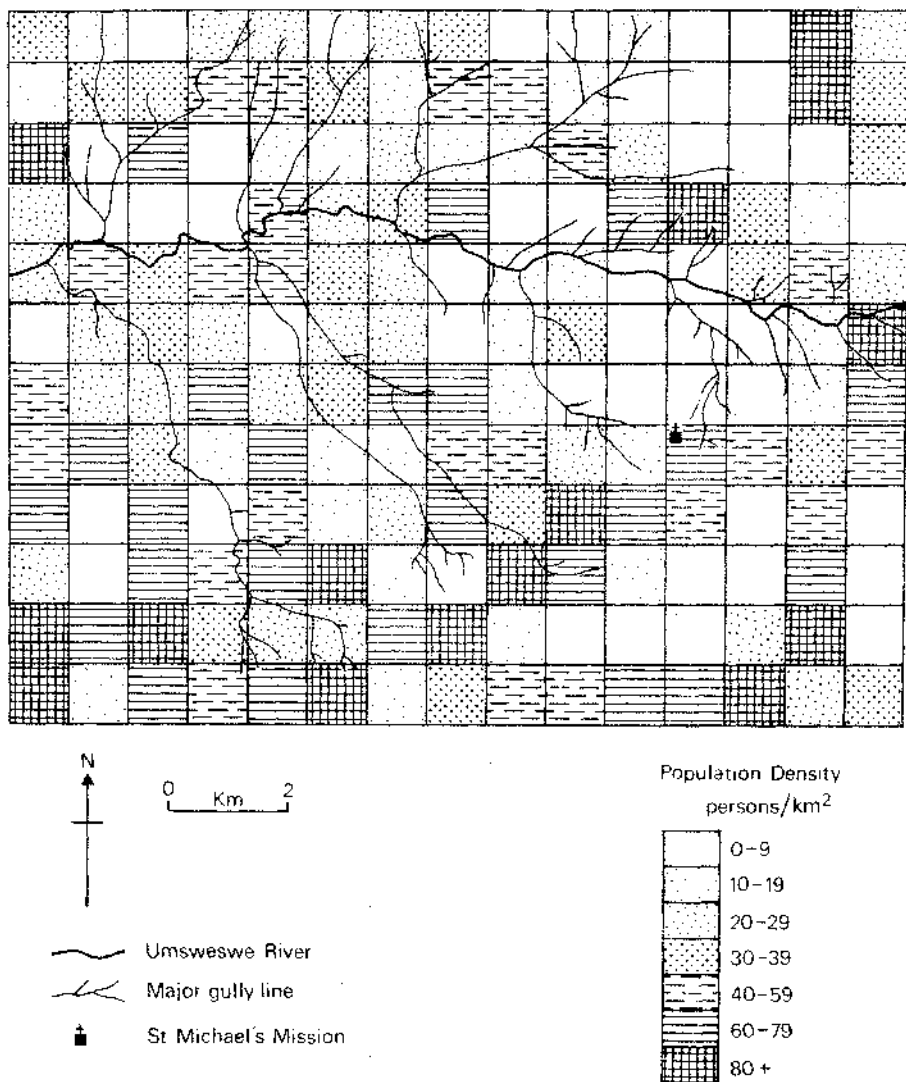 N
0
2
Km
Umsweswe River
Major gully line
St Michael's Mission
Population Density
persons/km²
0-9
10-19
20-29
30-39
40-59
60-79
80+